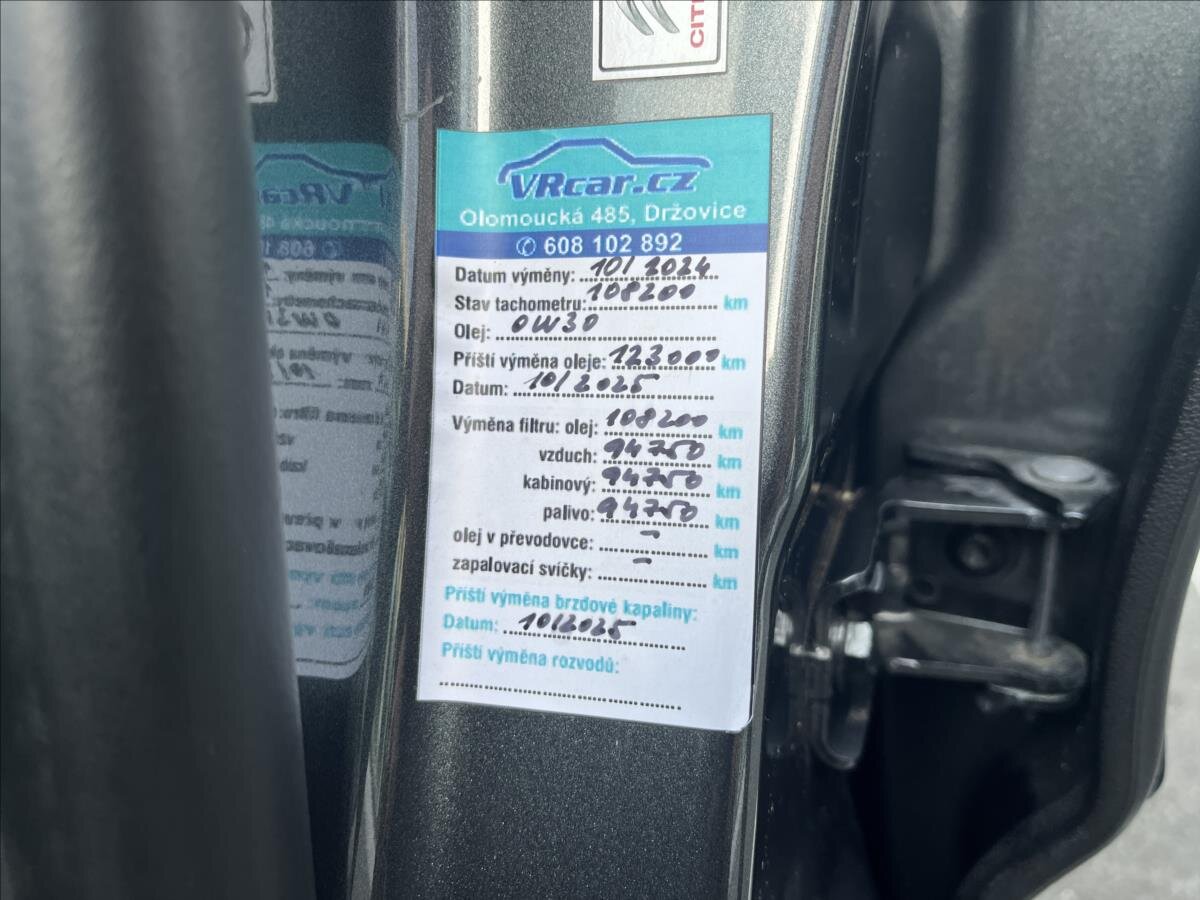 CIT
VRcar.cz
Olomoucká 485, Držovice
✆ 608 102 892
Datum výměny: 10/2024
Stav tachometru: 108200 km
Olej: 0W30
Příští výměna oleje: 123000 km
Datum: 10/2025
Výměna filtru: olej: 108200 km
vzduch: 94750 km
kabinový: 94750 km
palivo: 94750 km
olej v převodovce: - km
zapalovací svíčky: - km
Příští výměna brzdové kapaliny:
Datum: 10/2025
Příští výměna rozvodů: